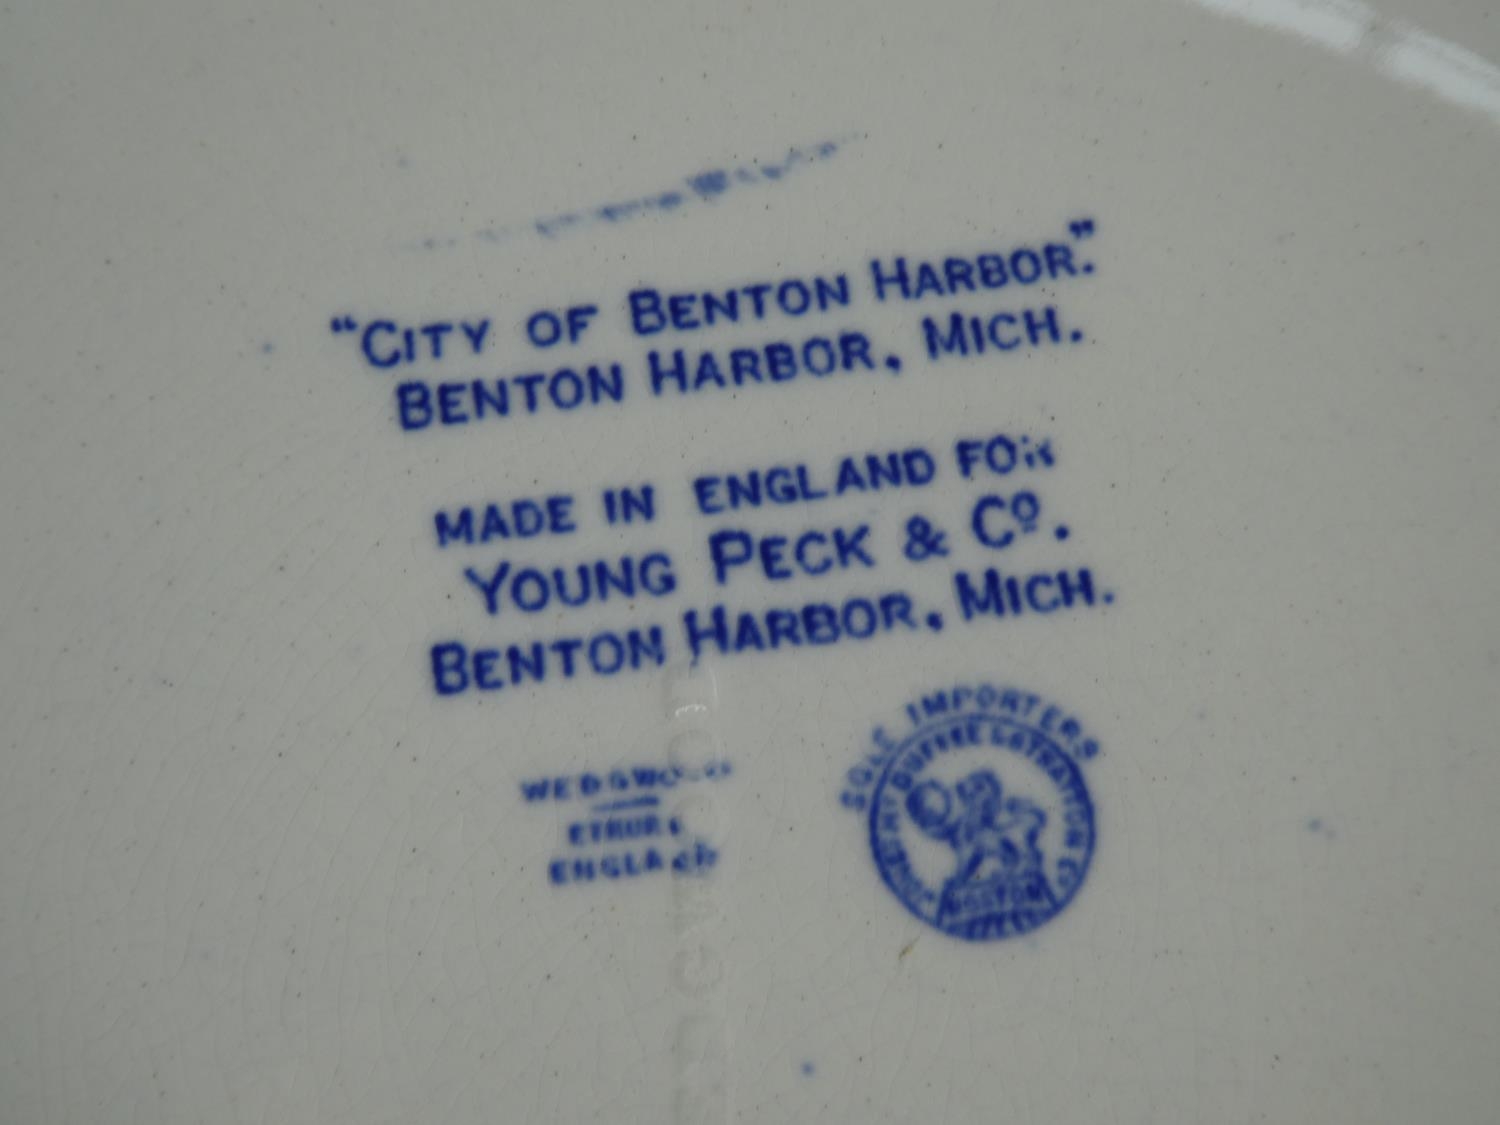 “CITY OF BENTON HARBOR.”
BENTON HARBOR, MICH.
MADE IN ENGLAND FOR
YOUNG PECK & Co.
BENTON HARBOR, MICH.
WEDGWOOD
ETRURIA
ENGLAND
SOLE IMPORTERS
BOSTON